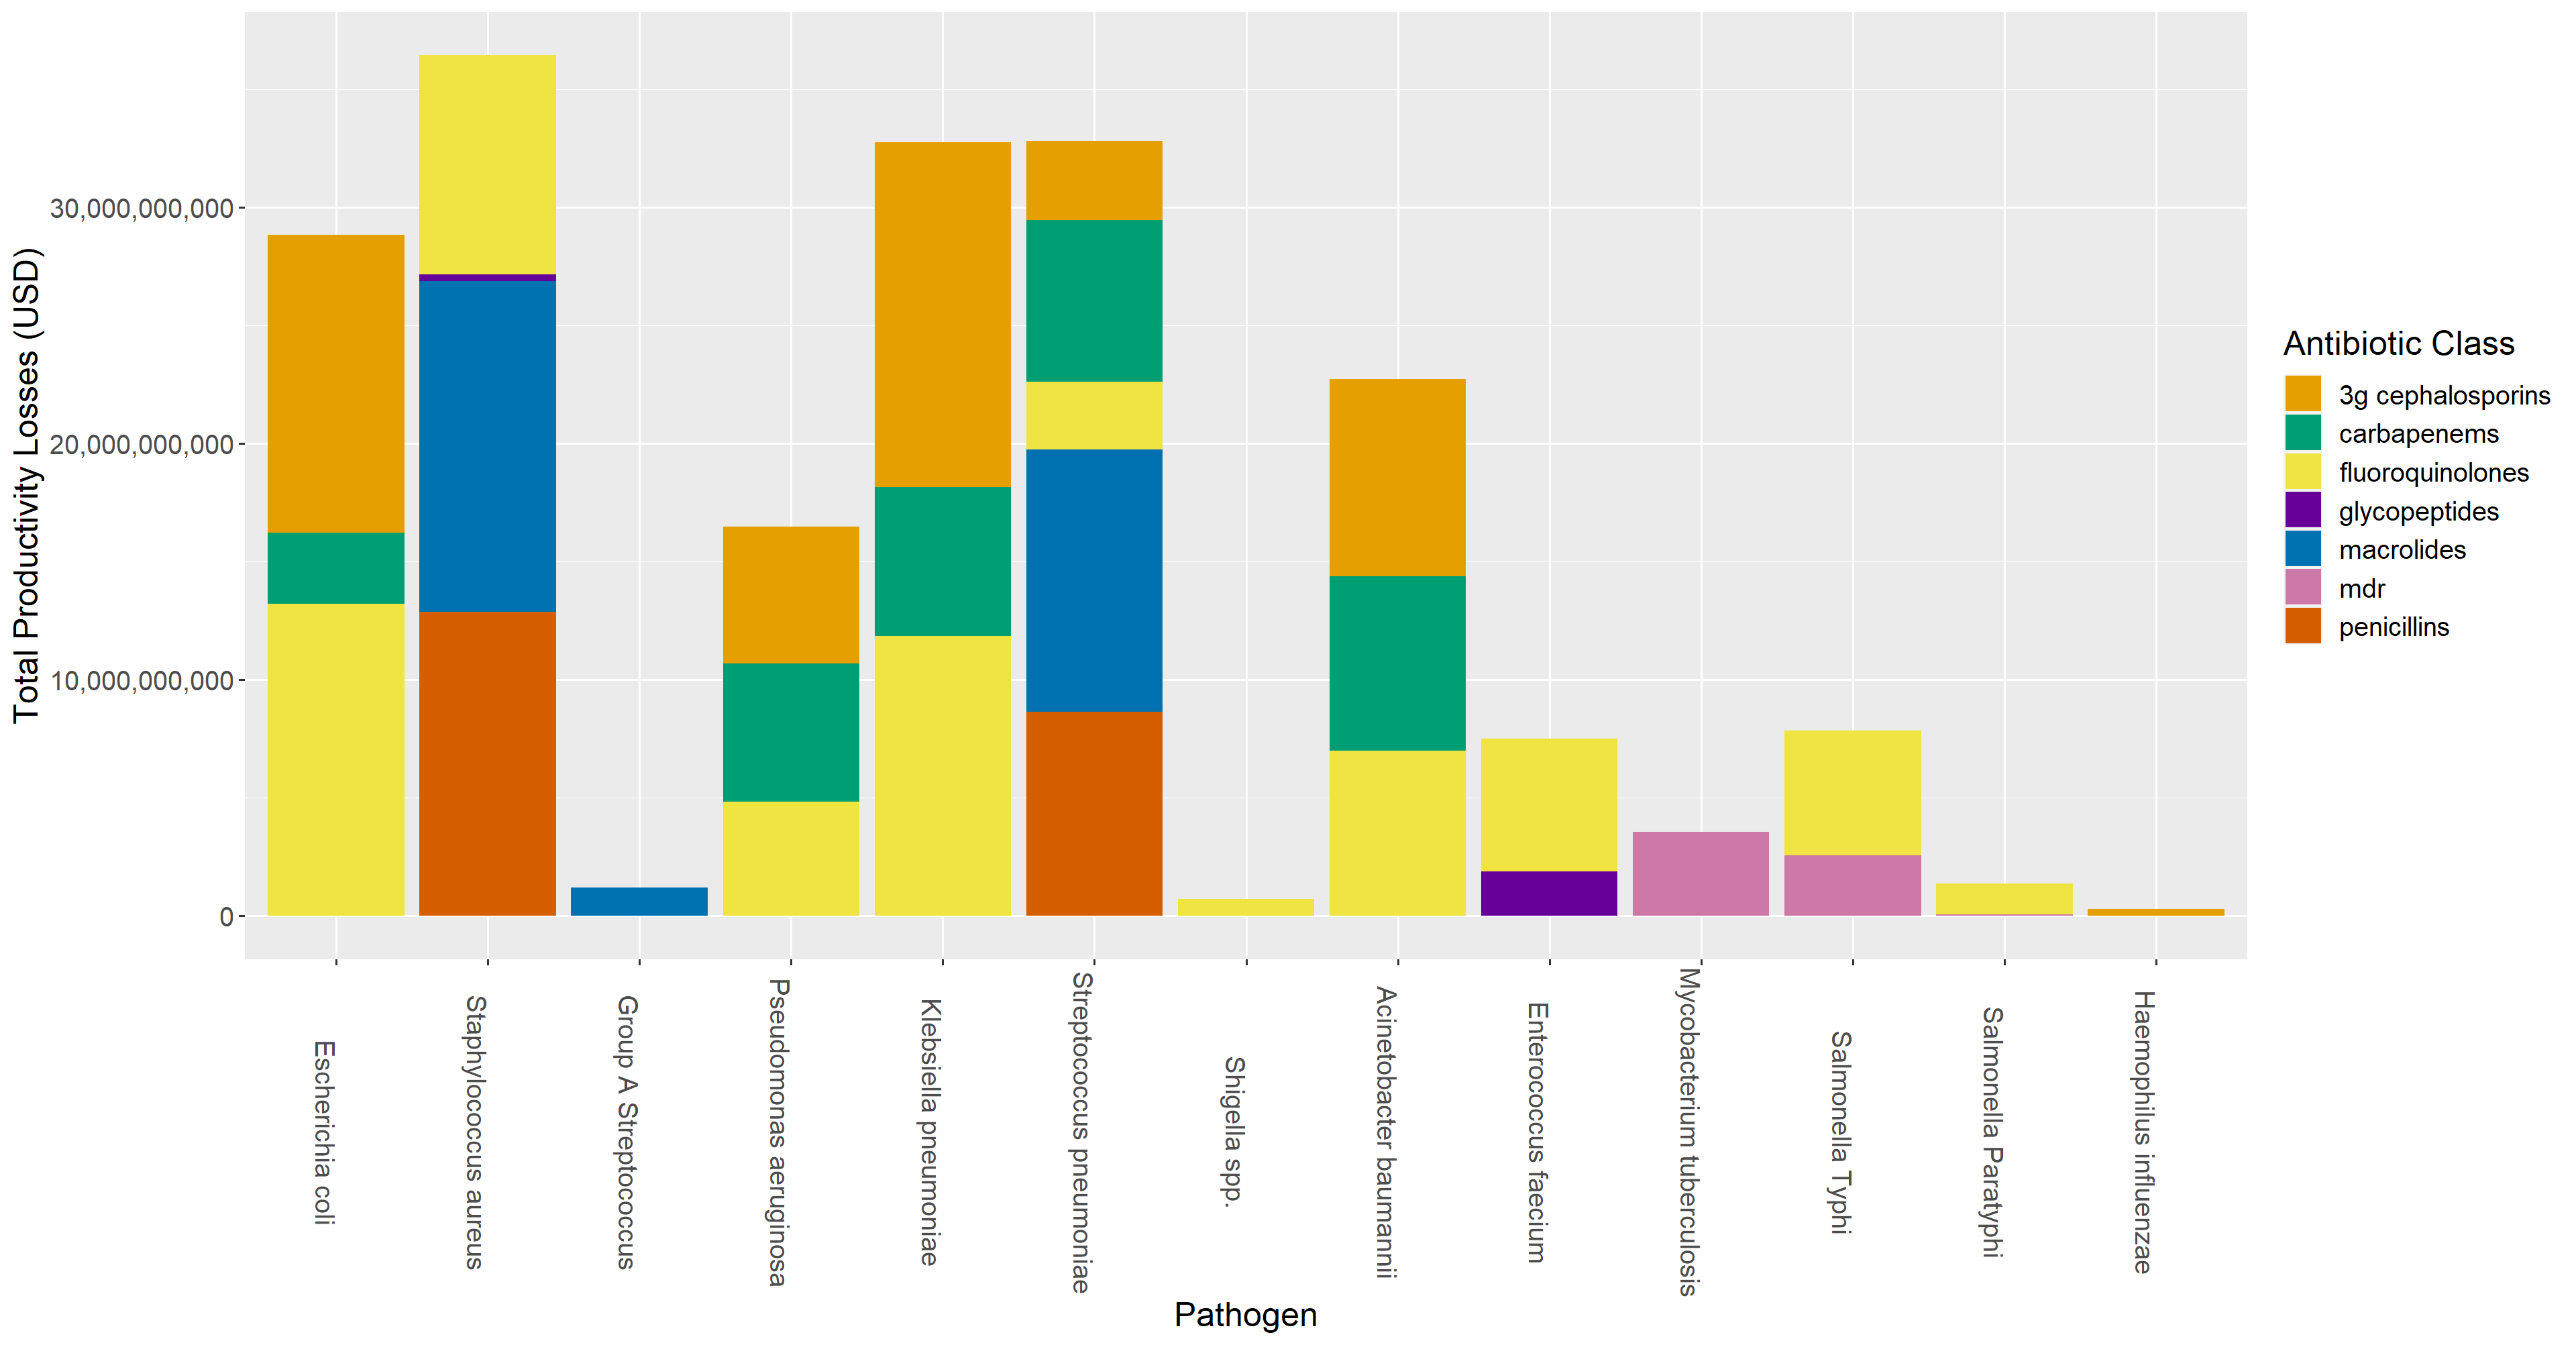 Total Productivity Losses (USD)
30,000,000,000
20,000,000,000
10,000,000,000
0
Escherichia coli
Staphylococcus aureus
Group A Streptococcus
Pseudomonas aeruginosa
Klebsiella pneumoniae
Streptococcus pneumoniae
Shigella spp.
Acinetobacter baumannii
Enterococcus faecium
Mycobacterium tuberculosis
Salmonella Typhi
Salmonella Paratyphi
Haemophilus influenzae
Pathogen
Antibiotic Class
3g cephalosporins
carbapenems
fluoroquinolones
glycopeptides
macrolides
mdr
penicillins